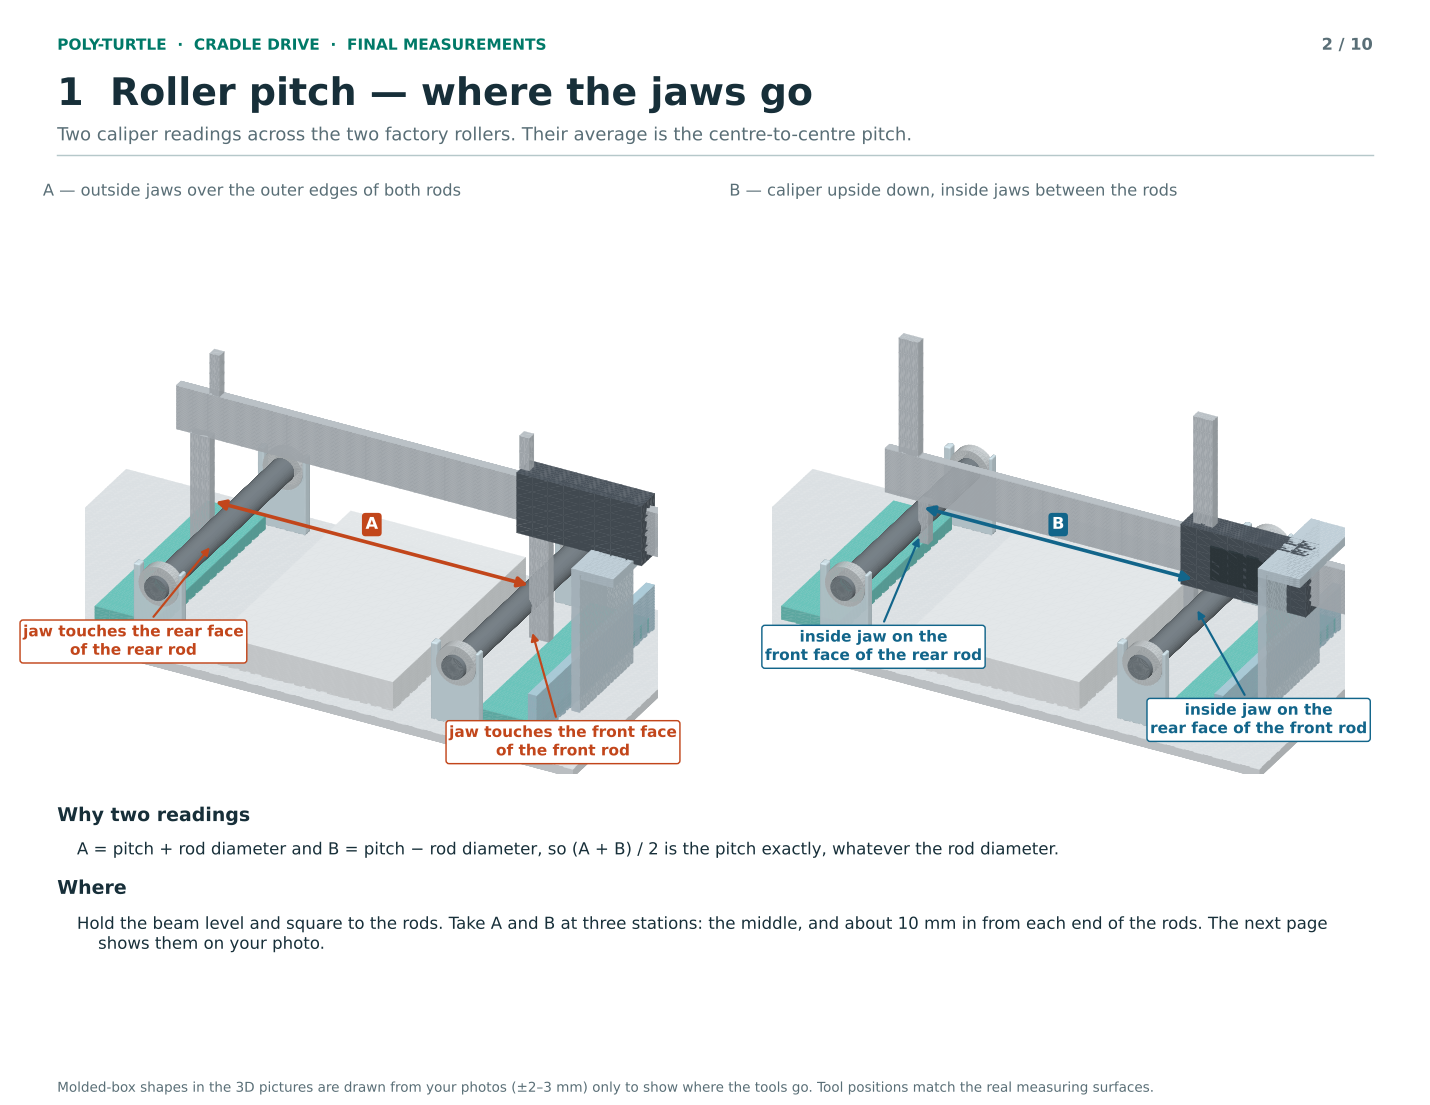 POLY-TURTLE · CRADLE DRIVE · FINAL MEASUREMENTS
2 / 10
1 Roller pitch — where the jaws go
Two caliper readings across the two factory rollers. Their average is the centre-to-centre pitch.
A — outside jaws over the outer edges of both rods
B — caliper upside down, inside jaws between the rods
A
jaw touches the rear face
of the rear rod
jaw touches the front face
of the front rod
B
inside jaw on the
front face of the rear rod
inside jaw on the
rear face of the front rod
Why two readings
A = pitch + rod diameter and B = pitch − rod diameter, so (A + B) / 2 is the pitch exactly, whatever the rod diameter.
Where
Hold the beam level and square to the rods. Take A and B at three stations: the middle, and about 10 mm in from each end of the rods. The next page
shows them on your photo.
Molded-box shapes in the 3D pictures are drawn from your photos (±2–3 mm) only to show where the tools go. Tool positions match the real measuring surfaces.